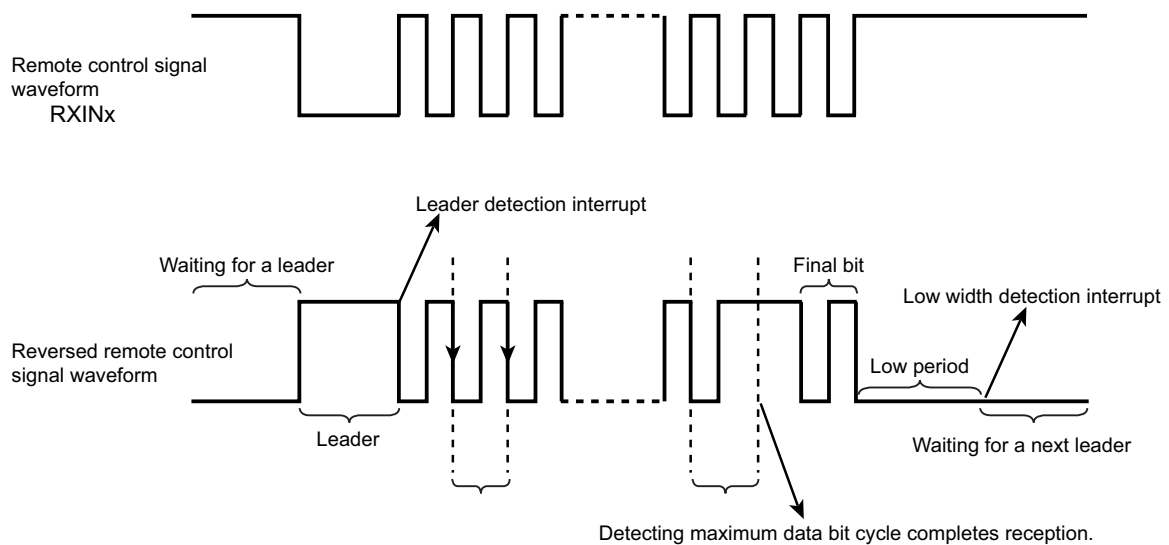 Remote control signal
waveform
RXINx
Leader detection interrupt
Waiting for a leader
Final bit
Low width detection interrupt
Reversed remote control
signal waveform
Low period
Leader
Waiting for a next leader
Detecting maximum data bit cycle completes reception.